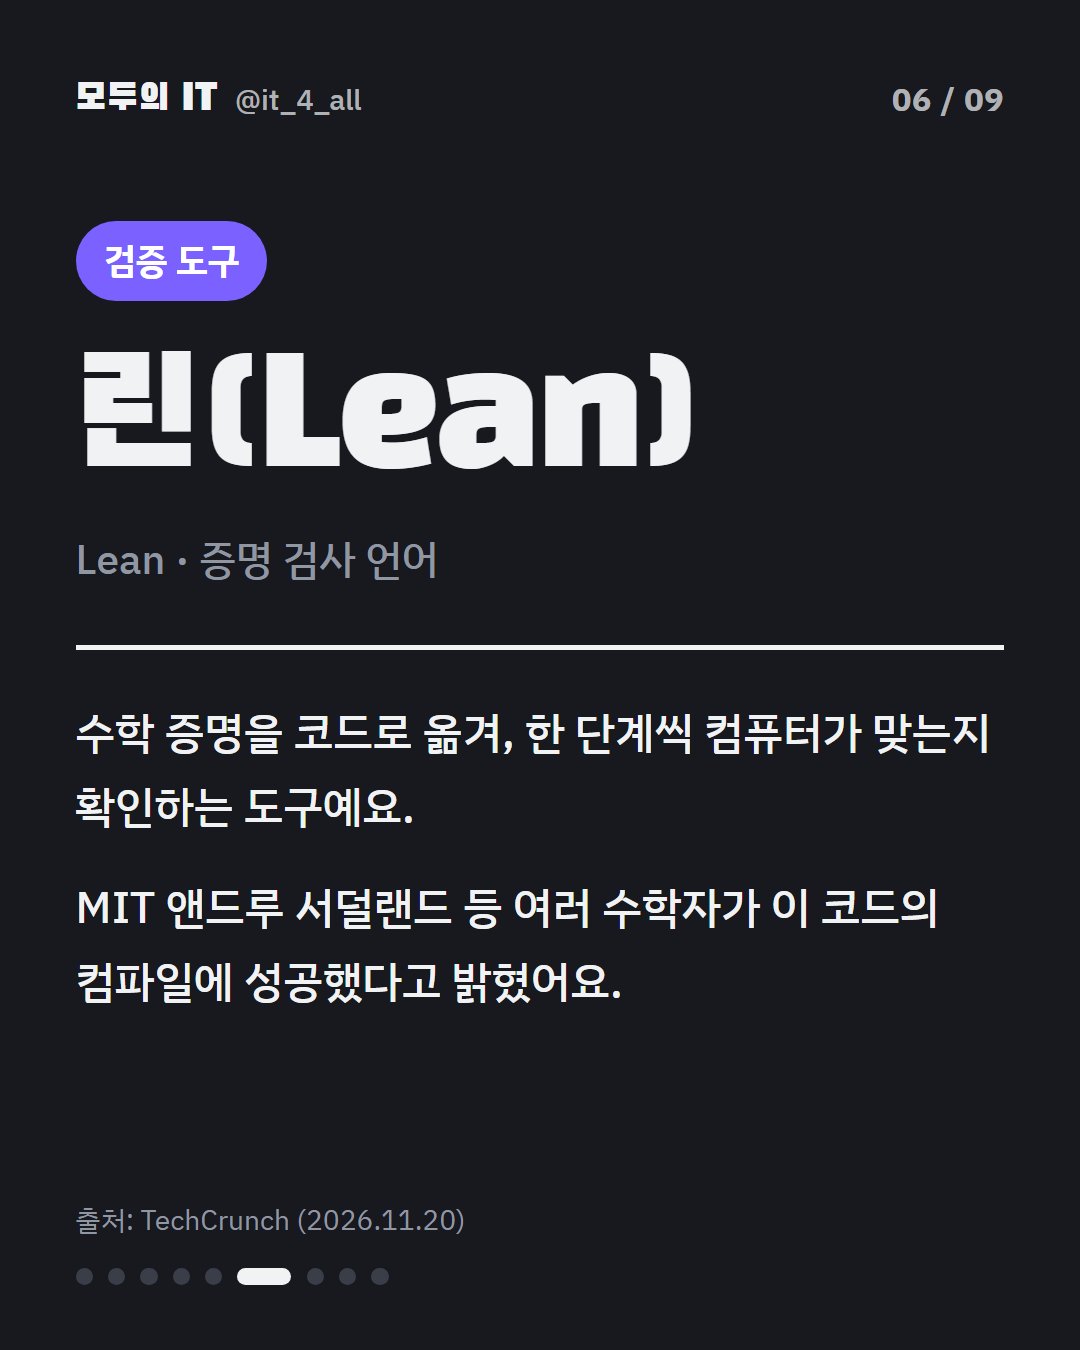 모두의 IT @it_4_all
06 / 09
검증 도구
린(Lean)
Lean · 증명 검사 언어
수학 증명을 코드로 옮겨, 한 단계씩 컴퓨터가 맞는지
확인하는 도구예요.
MIT 앤드루 서덜랜드 등 여러 수학자가 이 코드의
컴파일에 성공했다고 밝혔어요.
출처: TechCrunch (2026.11.20)